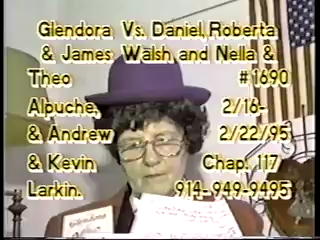 Glendora Vs. Daniel, Roberta
& James Walsh and Nella &
Theo #1690
Alpuche, 2/16-
& Andrew 2/22/95
& Kevin Chap. 117
Larkin. 914-949-9495